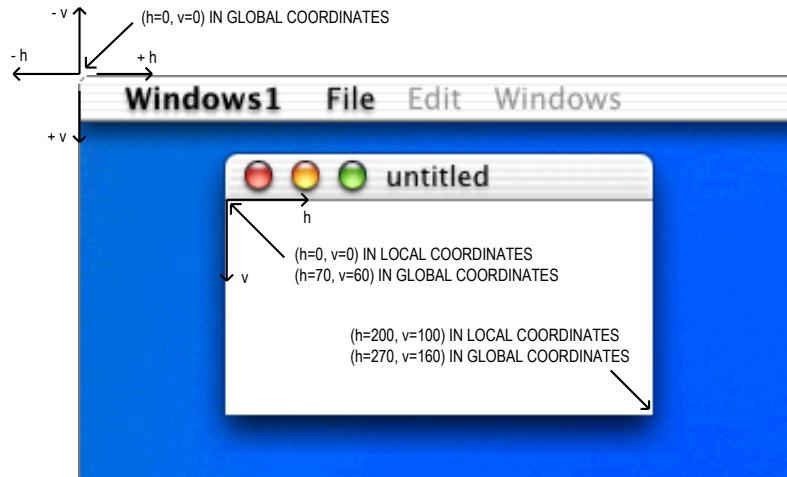 - v
(h=0, v=0) IN GLOBAL COORDINATES
- h
+ h
Windows1 File Edit Windows
+ v
untitled
h
(h=0, v=0) IN LOCAL COORDINATES
(h=70, v=60) IN GLOBAL COORDINATES
v
(h=200, v=100) IN LOCAL COORDINATES
(h=270, v=160) IN GLOBAL COORDINATES